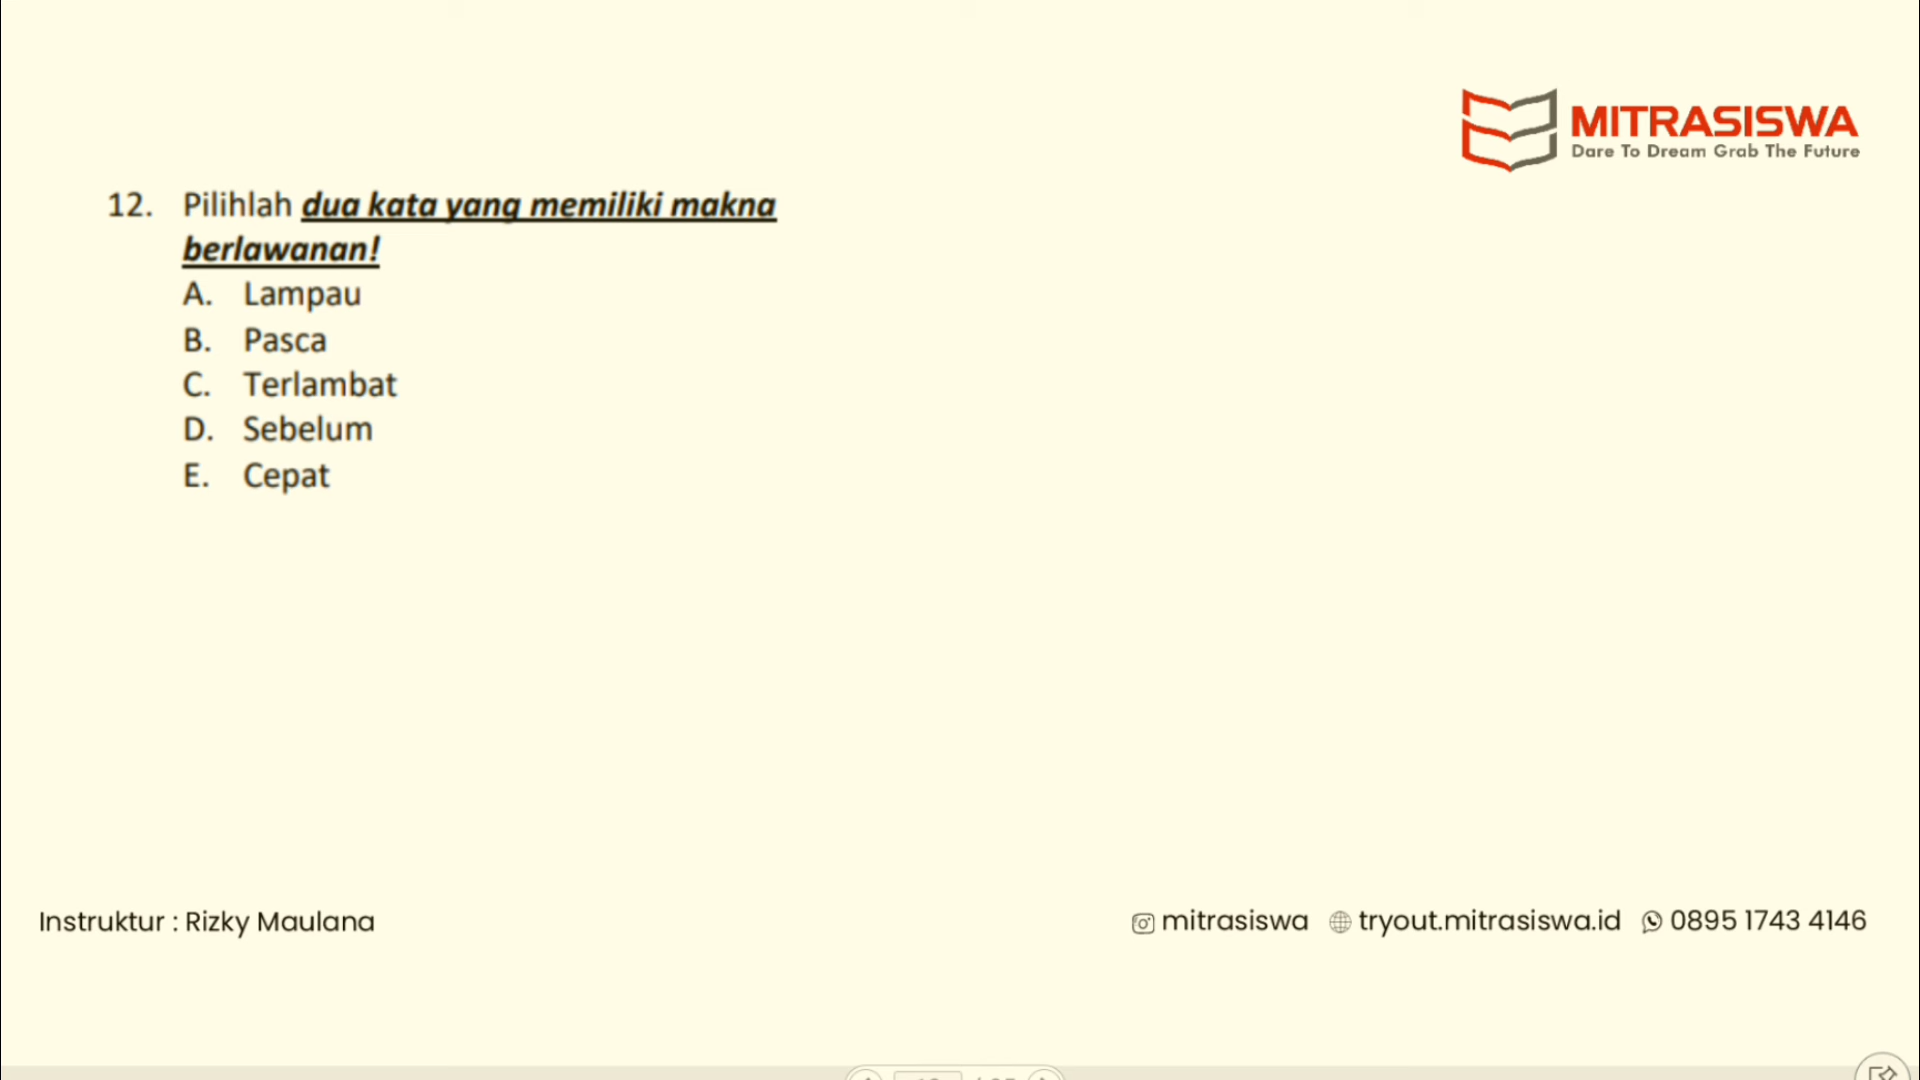 MITRASISWA
Dare To Dream Grab The Future
12. Pilihlah dua kata yang memiliki makna
berlawanan!
A. Lampau
B. Pasca
C. Terlambat
D. Sebelum
E. Cepat
Instruktur : Rizky Maulana
mitrasiswa tryout.mitrasiswa.id 0895 1743 4146